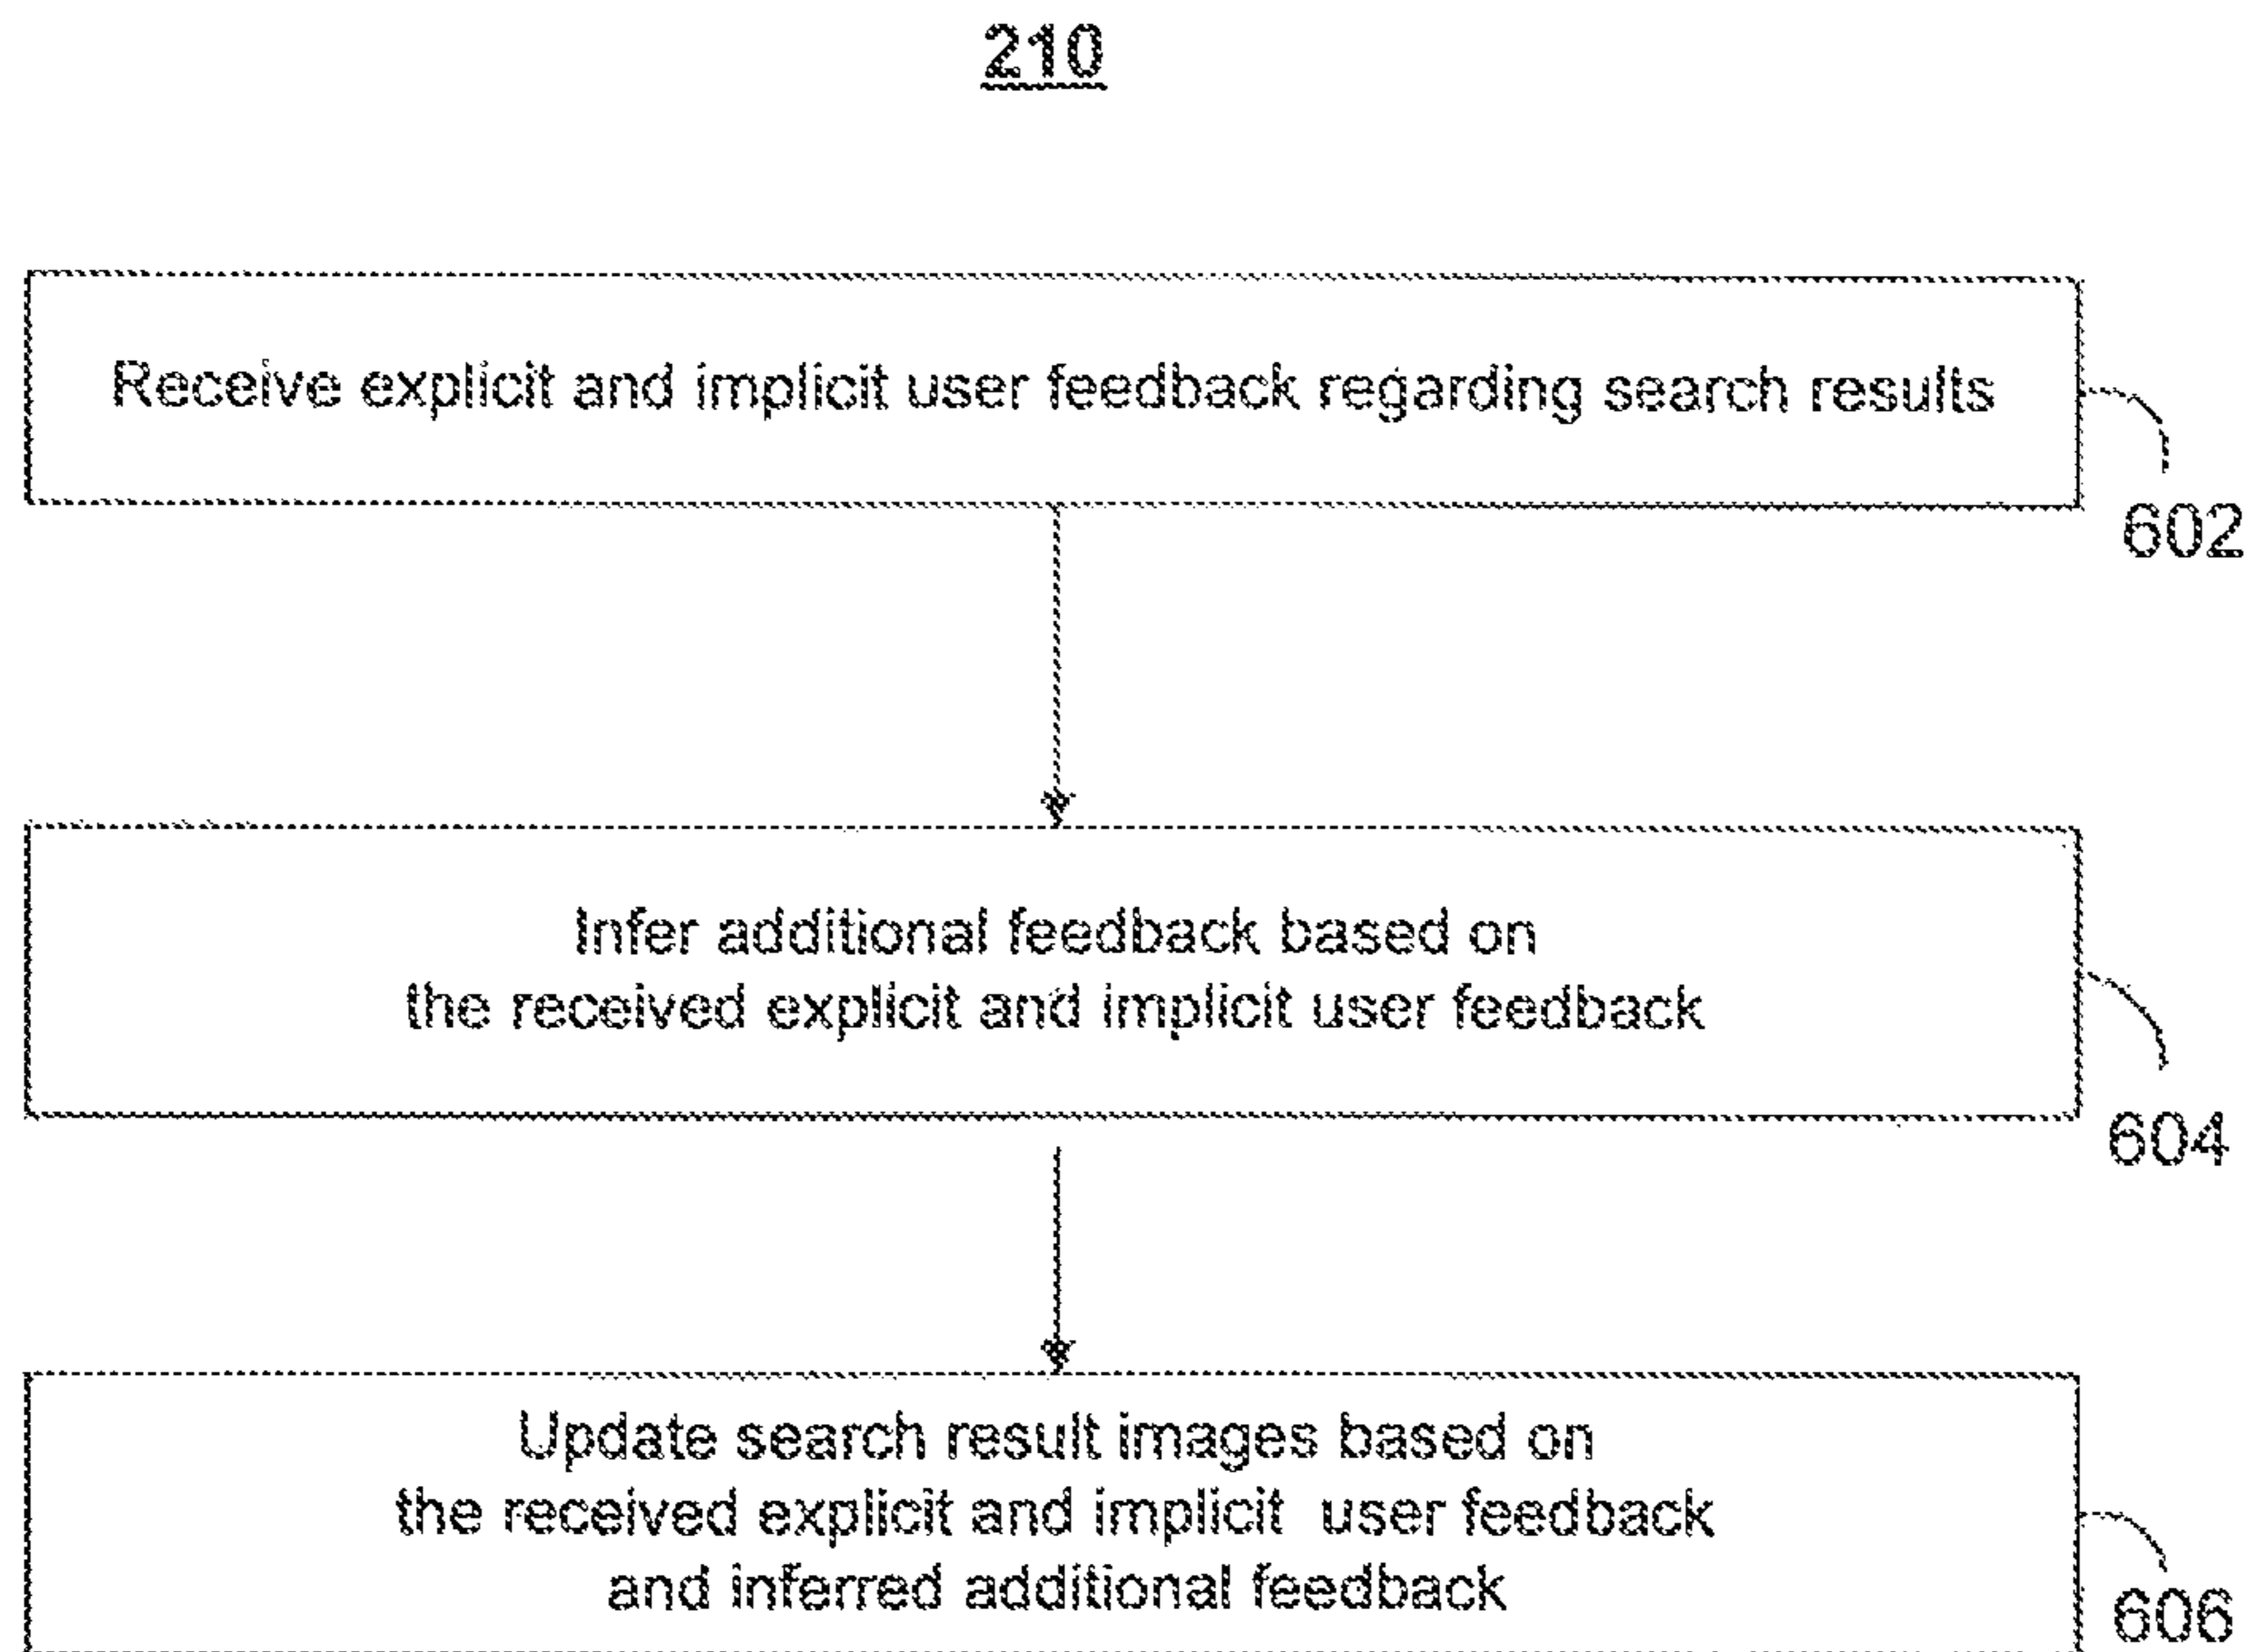 210
Receive explicit and implicit user feedback regarding search results
602
Infer additional feedback based on
the received explicit and implicit user feedback
604
Update search result images based on
the received explicit and implicit user feedback
and inferred additional feedback
606